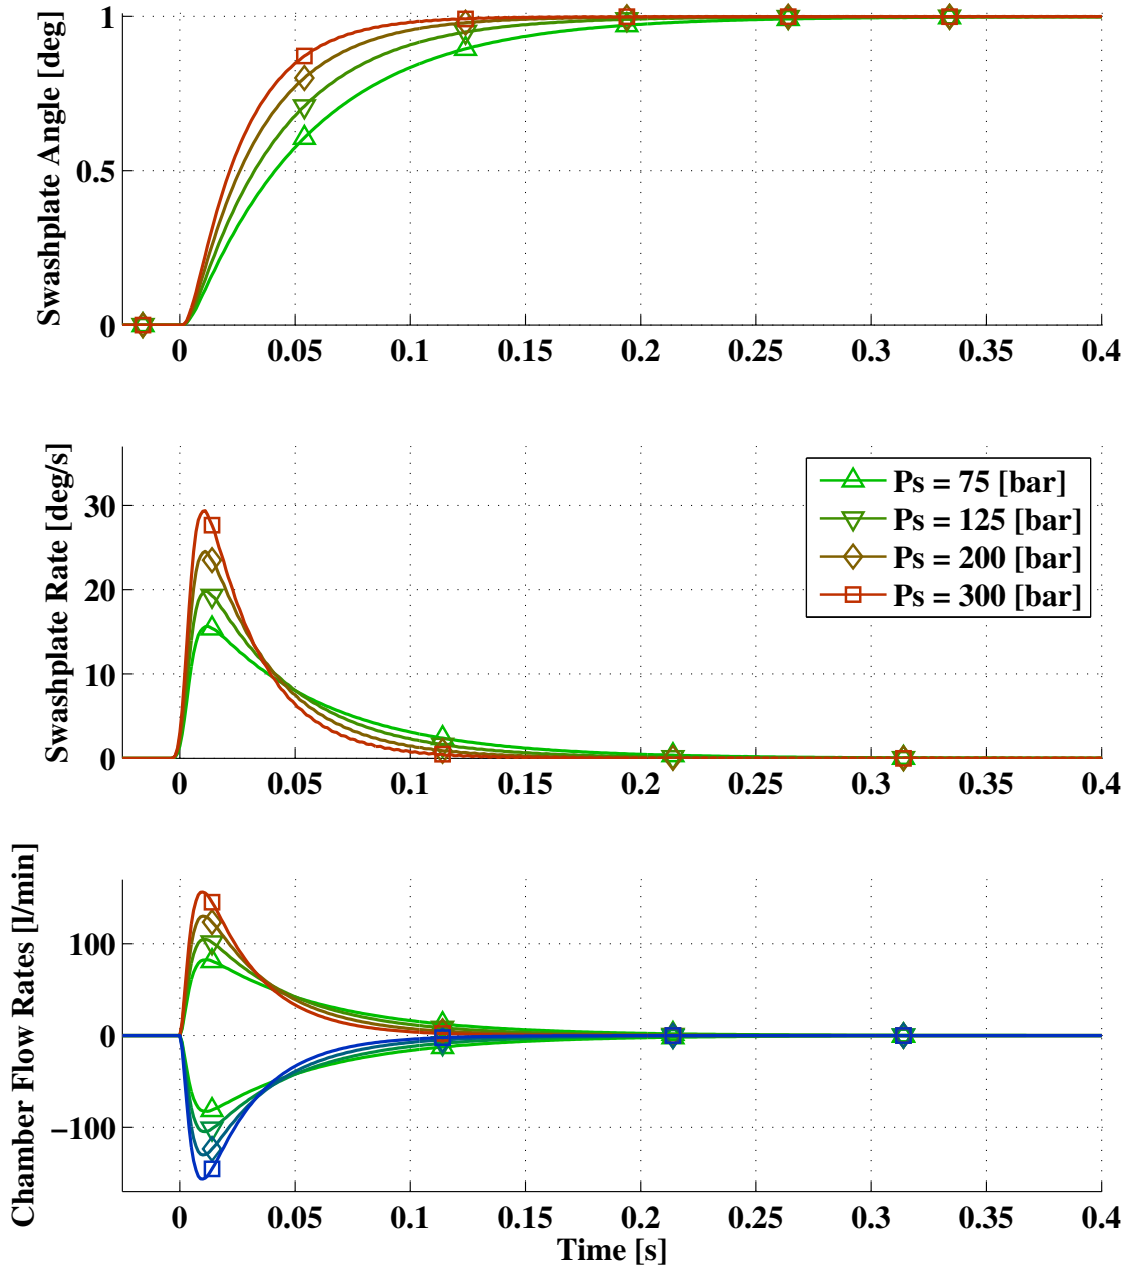 Swashplate Angle [deg]
1
0.5
0
0 0.05 0.1 0.15 0.2 0.25 0.3 0.35 0.4
Swashplate Rate [deg/s]
30
20
10
0
Ps = 75 [bar]
Ps = 125 [bar]
Ps = 200 [bar]
Ps = 300 [bar]
0 0.05 0.1 0.15 0.2 0.25 0.3 0.35 0.4
Chamber Flow Rates [l/min]
100
0
−100
0 0.05 0.1 0.15 0.2 0.25 0.3 0.35 0.4
Time [s]